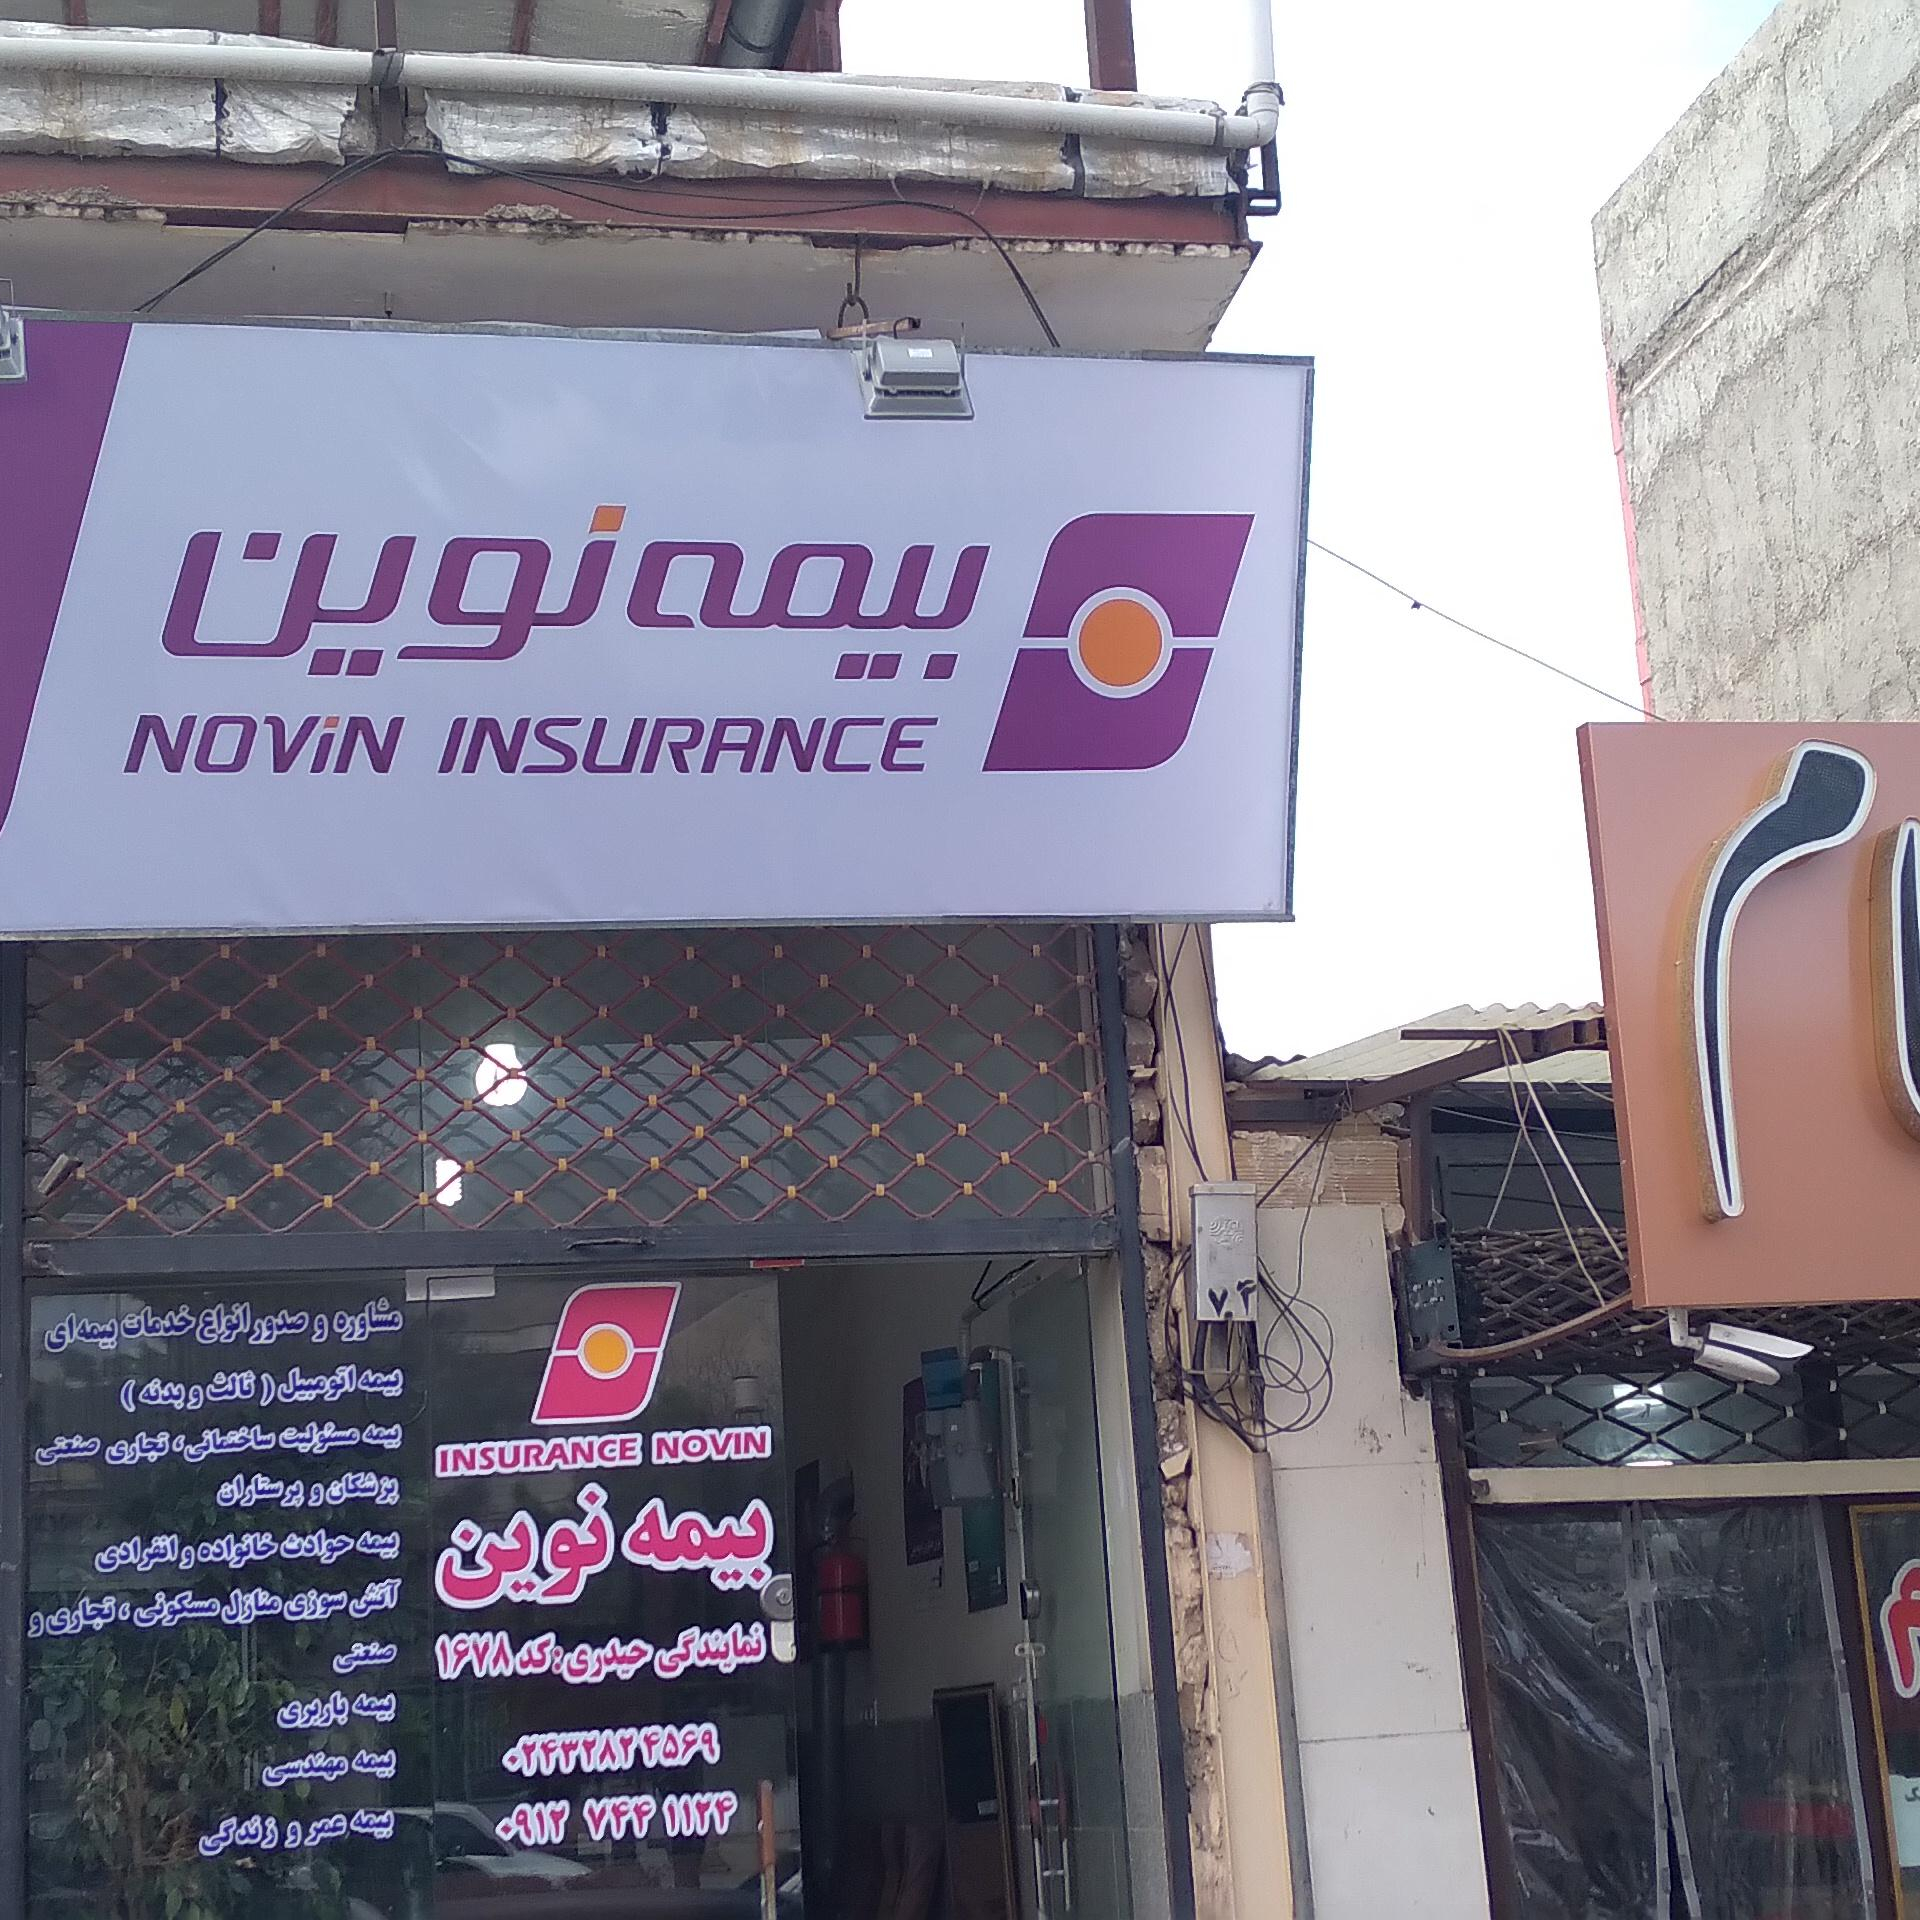 بیمه نوین
NOViN INSURANCE
مشاوره و صدور انواع خدمات بیمه ای
بیمه اتومبیل ( ثالث و بدنه )
بیمه مسئولیت ساختمانی ، تجاری صنعتی
پزشکان و پرستاران
بیمه حوادث خانواده و انفرادی
آتش سوزی منازل مسکونی ، تجاری و
صنعتی
بیمه باربری
بیمه مهندسی
بیمه عمر و زندگی
INSURANCE NOVIN
بیمه نوین
نمایندگی حیدری: کد ۱۶۷۸
۰۲۴۳۲۸۲۴۵۶۹
۰۹۱۲ ۷۴۴ ۱۱۲۴
۷۰۴